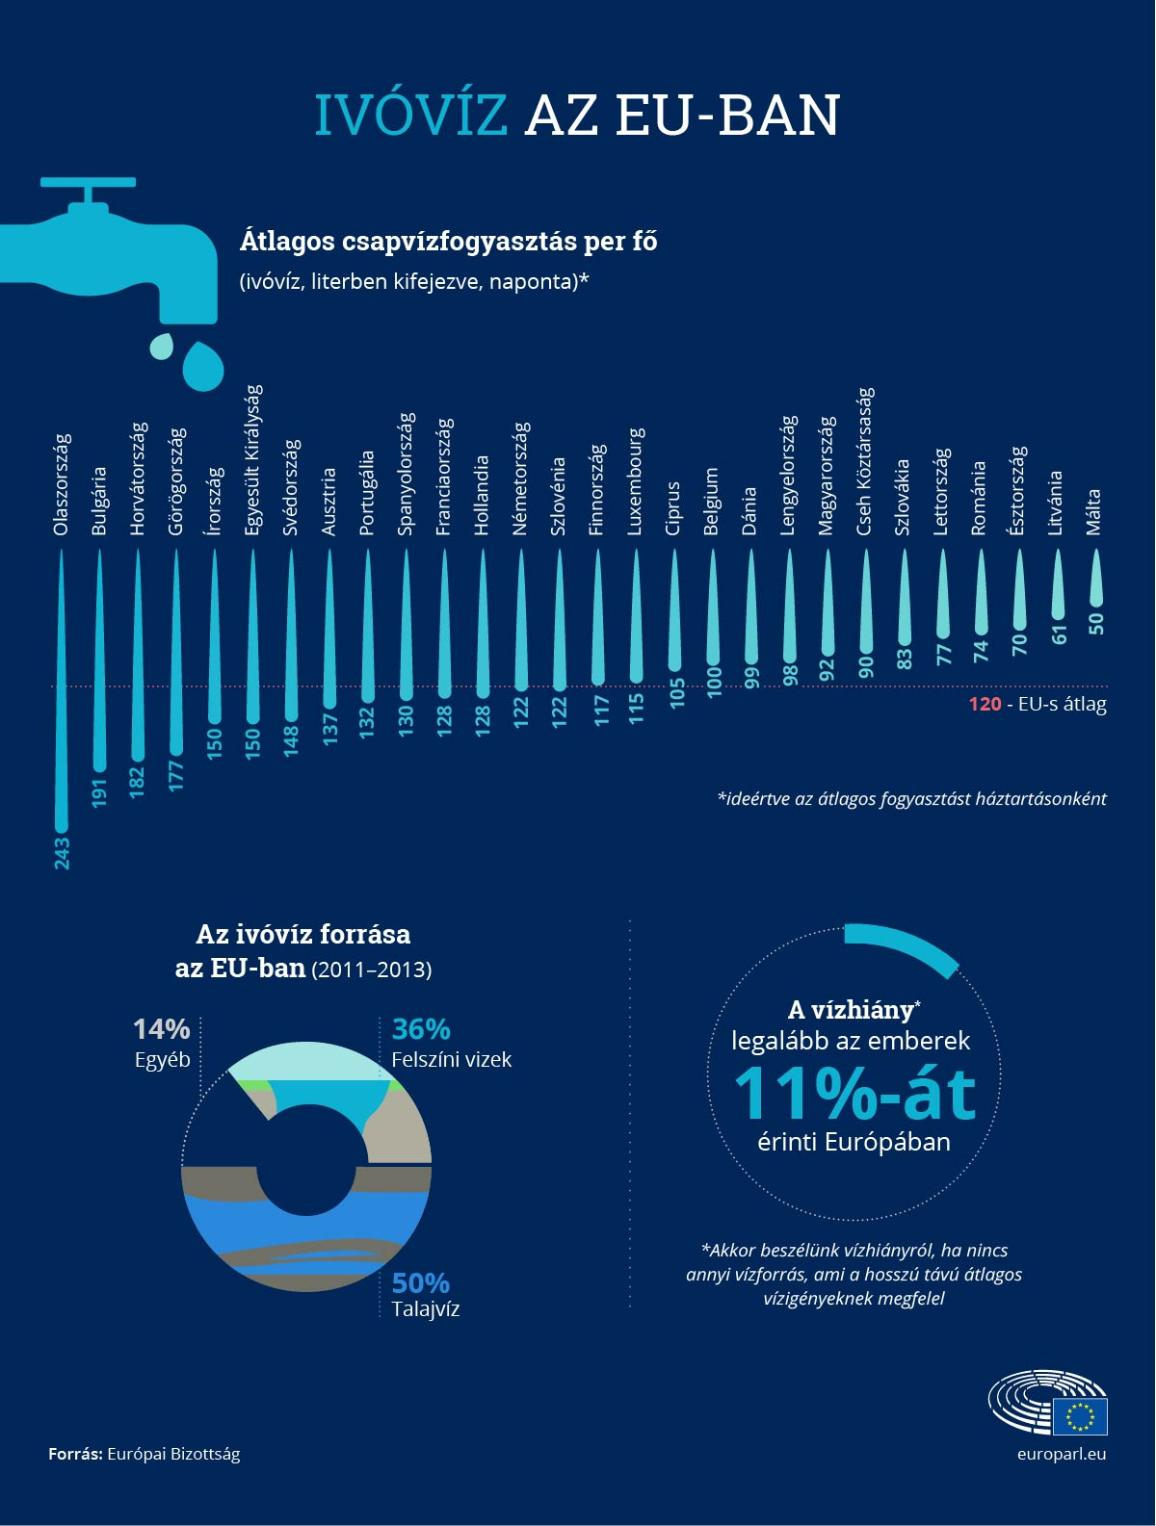 IVÓVÍZ AZ EU-BAN
Átlagos csapvízfogyasztás per fő
(ivóvíz, literben kifejezve, naponta)*
Olaszország
Bulgária
Horvátország
Görögország
Írország
Egyesült Királyság
Svédország
Ausztria
Portugália
Spanyolország
Franciaország
Hollandia
Németország
Szlovénia
Finnország
Luxembourg
Ciprus
Belgium
Dánia
Lengyelország
Magyarország
Cseh Köztársaság
Szlovákia
Lettország
Románia
Észtország
Litvánia
Málta
243
191
182
177
150
150
148
137
132
130
128
128
122
122
117
115
105
100
99
98
92
90
83
77
74
70
61
50
120 - EU-s átlag
*ideértve az átlagos fogyasztást háztartásonként
Az ivóvíz forrása
az EU-ban (2011–2013)
14%
Egyéb
36%
Felszíni vizek
50%
Talajvíz
A vízhiány*
legalább az emberek
11%-át
érinti Európában
*Akkor beszélünk vízhiányról, ha nincs
annyi vízforrás, ami a hosszú távú átlagos
vízigényeknek megfelel
Forrás: Európai Bizottság
europarl.eu